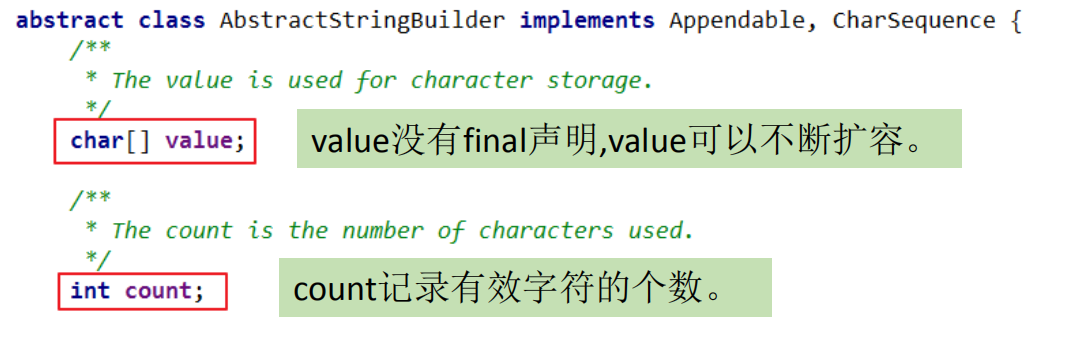 abstract class AbstractStringBuilder implements Appendable, CharSequence {
/**
* The value is used for character storage.
*/
char[] value;
value没有final声明,value可以不断扩容。
/**
* The count is the number of characters used.
*/
int count;
count记录有效字符的个数。